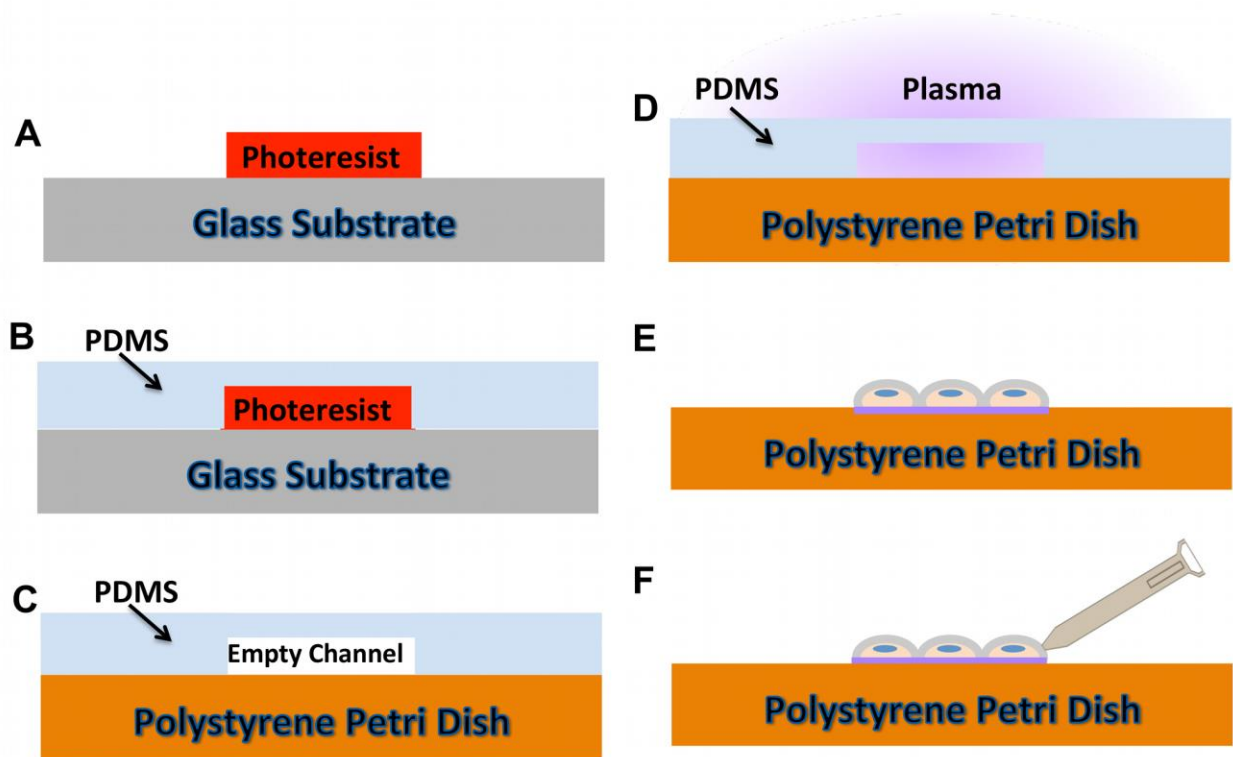 A
Photeresist
Glass Substrate
B
PDMS
Photeresist
Glass Substrate
C
PDMS
Empty Channel
Polystyrene Petri Dish
D
PDMS
Plasma
Polystyrene Petri Dish
E
Polystyrene Petri Dish
F
Polystyrene Petri Dish